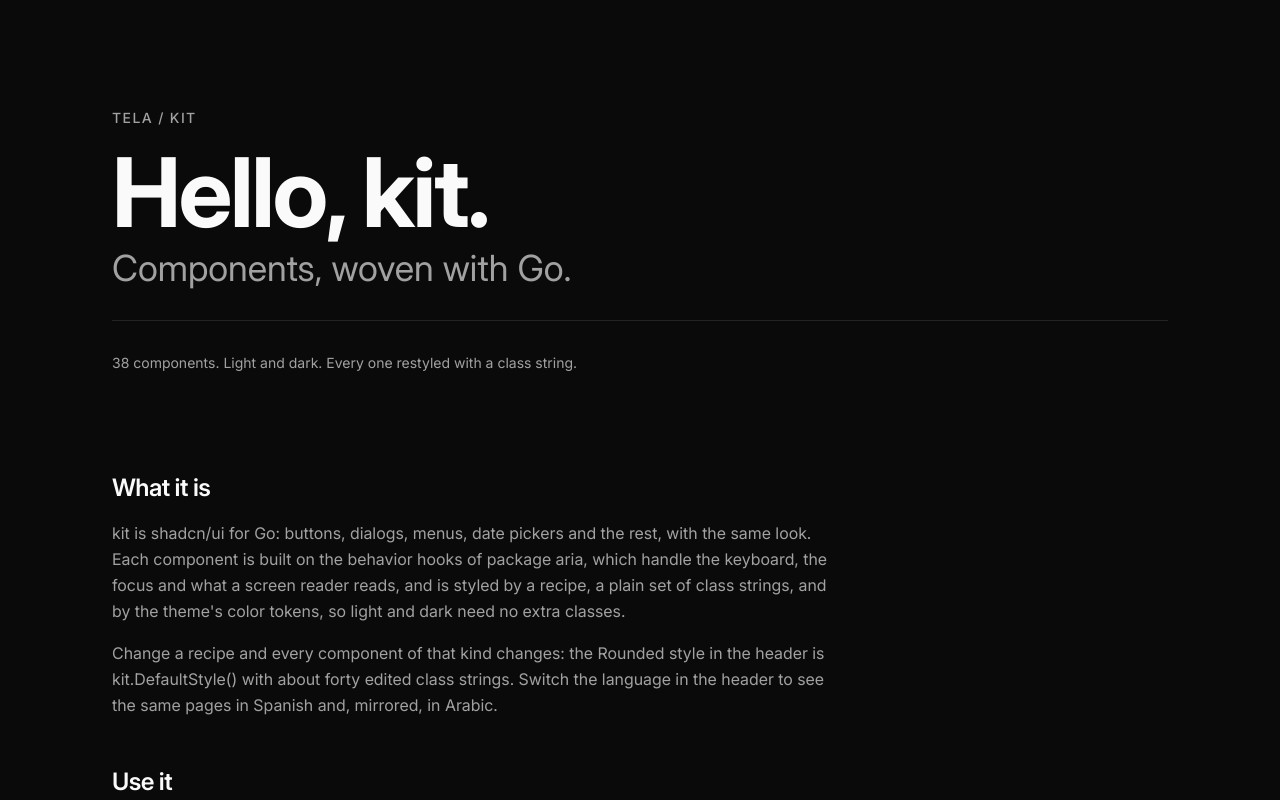 TELA / KIT
Hello, kit.
Components, woven with Go.
38 components. Light and dark. Every one restyled with a class string.
What it is
kit is shadcn/ui for Go: buttons, dialogs, menus, date pickers and the rest, with the same look.
Each component is built on the behavior hooks of package aria, which handle the keyboard, the
focus and what a screen reader reads, and is styled by a recipe, a plain set of class strings, and
by the theme's color tokens, so light and dark need no extra classes.
Change a recipe and every component of that kind changes: the Rounded style in the header is
kit.DefaultStyle() with about forty edited class strings. Switch the language in the header to see
the same pages in Spanish and, mirrored, in Arabic.
Use it